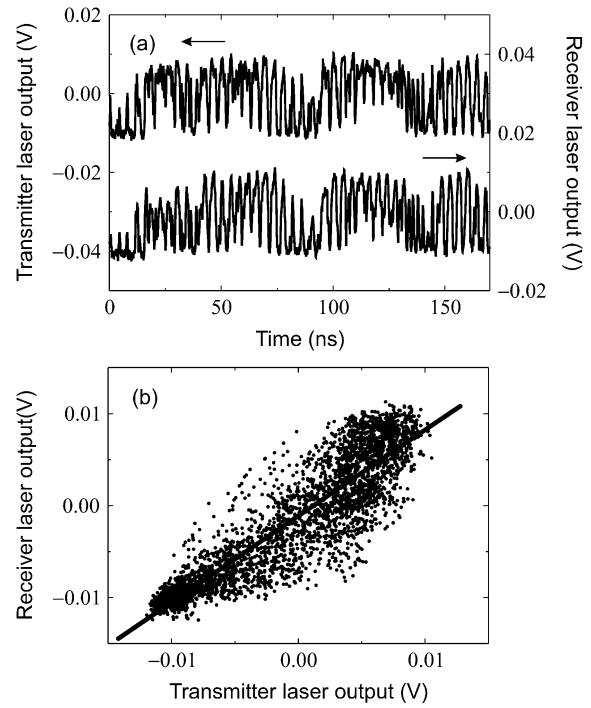 (a)
Transmitter laser output (V)
0.02
0.00
−0.02
−0.04
Receiver laser output (V)
0.04
0.02
0.00
-0.02
0
50
100
150
Time (ns)
(b)
Receiver laser output(V)
0.01
0.00
−0.01
−0.01
0.00
0.01
Transmitter laser output (V)